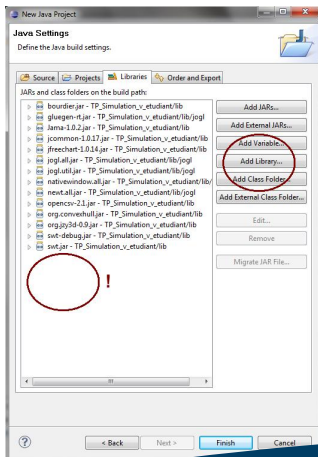 New Java Project
Java Settings
Define the Java build settings.
Source Projects Libraries Order and Export
JARs and class folders on the build path:
bourdier.jar - TP_Simulation_v_etudiant/lib
gluegen-rt.jar - TP_Simulation_v_etudiant/lib/jogl
Jama-1.0.2.jar - TP_Simulation_v_etudiant/lib
jcommon-1.0.17.jar - TP_Simulation_v_etudiant/lib
jfreechart-1.0.14.jar - TP_Simulation_v_etudiant/lib
jogl.all.jar - TP_Simulation_v_etudiant/lib/jogl
jogl.util.jar - TP_Simulation_v_etudiant/lib/jogl
nativewindow.all.jar - TP_Simulation_v_etudiant/lib/
newt.all.jar - TP_Simulation_v_etudiant/lib/jogl
opencsv-2.1.jar - TP_Simulation_v_etudiant/lib
org.convexhull.jar - TP_Simulation_v_etudiant/lib
org.jzy3d-0.9.jar - TP_Simulation_v_etudiant/lib
swt-debug.jar - TP_Simulation_v_etudiant/lib
swt.jar - TP_Simulation_v_etudiant/lib
!
Add JARs...
Add External JARs...
Add Variable...
Add Library...
Add Class Folder...
Add External Class Folder...
Edit...
Remove
Migrate JAR File...
?
< Back Next > Finish Cancel